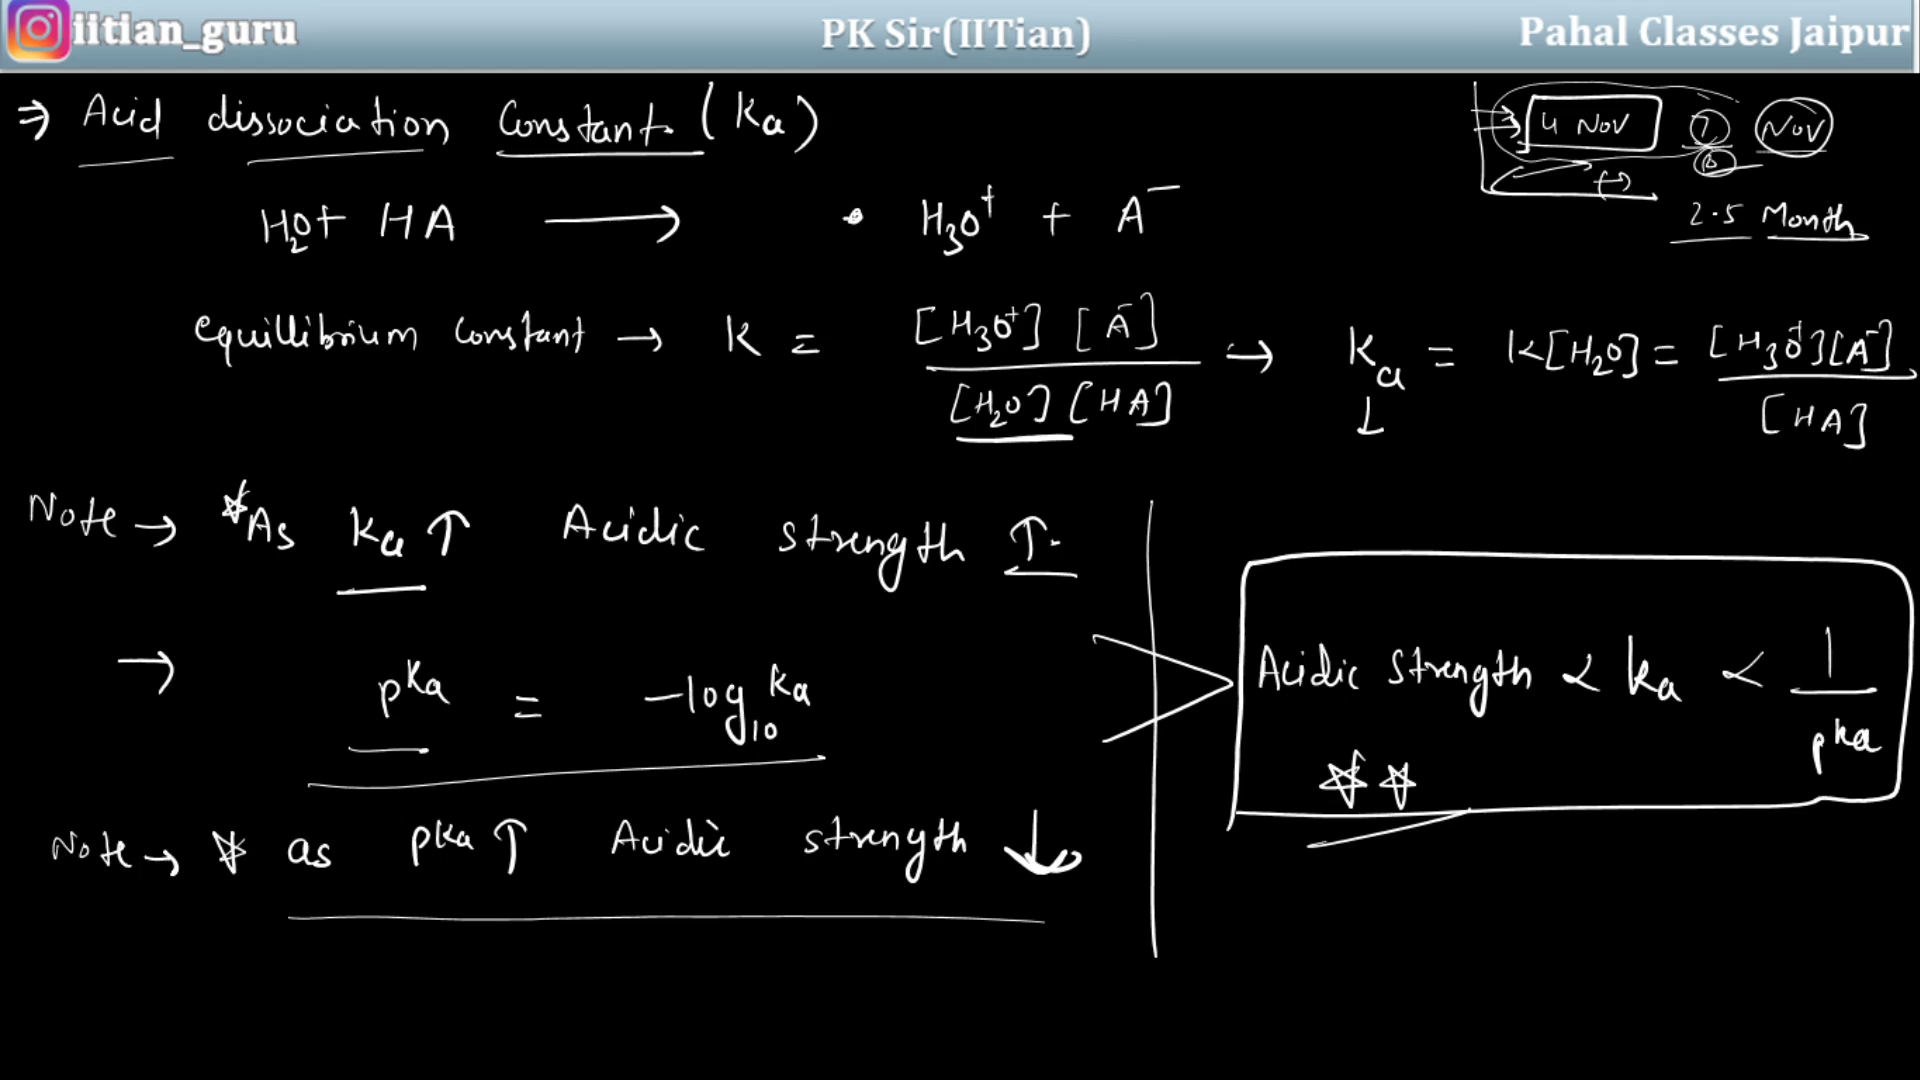 iitian_guru PK Sir(IITian) Pahal Classes Jaipur
⇒ Acid dissociation Constant (Ka)
4 Nov 7 Nov
2.5 Month
H2O + HA ⟶ H3O+ + A−
equillibrium constant → K = [H3O+] [A−] / [H2O] [HA] → Ka = K[H2O] = [H3O+][A−] / [HA]
Note → * As Ka ↑ Acidic strength ↑
→ pKa = −log10 Ka
Acidic Strength ∝ Ka ∝ 1 / pKa
Note → * as pKa ↑ Acidic strength ↓